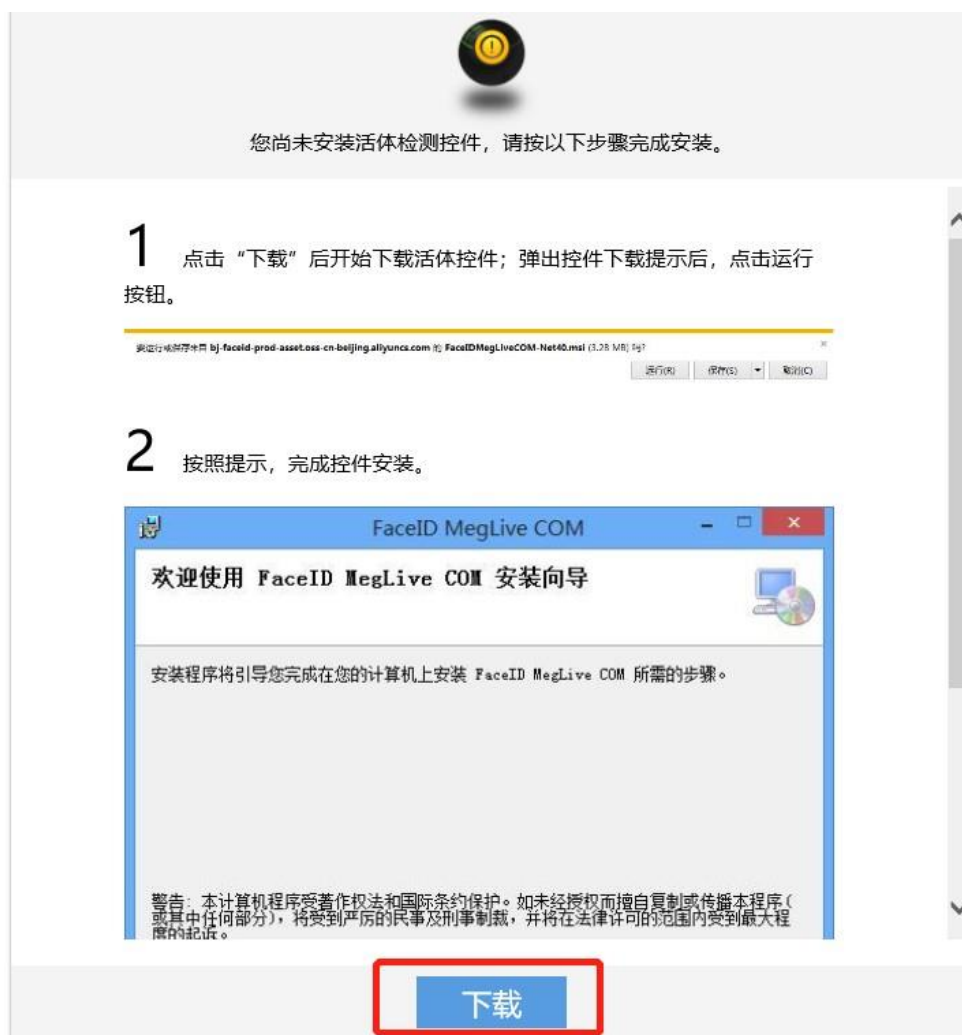 您尚未安装活体检测控件，请按以下步骤完成安装。
1 点击“下载”后开始下载活体控件；弹出控件下载提示后，点击运行
按钮。
要运行或保存来自 bj-faceid-prod-asset.oss-cn-beijing.aliyuncs.com 的 FaceIDMegLiveCOM-Net40.msi (3.28 MB) 吗?
×
运行(R) 保存(S) 取消(C)
2 按照提示，完成控件安装。
FaceID MegLive COM
欢迎使用 FaceID MegLive COM 安装向导
安装程序将引导您完成在您的计算机上安装 FaceID MegLive COM 所需的步骤。
警告: 本计算机程序受著作权法和国际条约保护。如未经授权而擅自复制或传播本程序(
或其中任何部分)，将受到严厉的民事及刑事制裁，并将在法律许可的范围内受到最大程
度的起诉。
下载